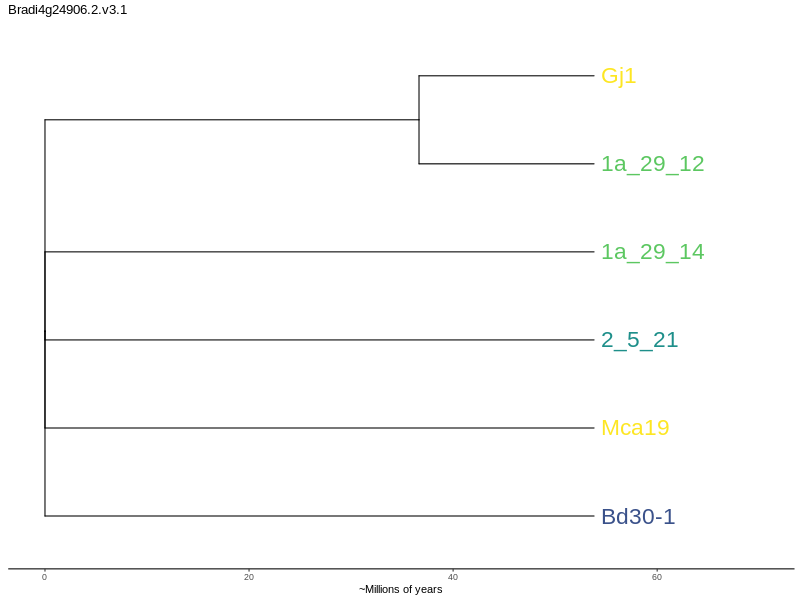 Bradi4g24906.2.v3.1
Gj1
1a_29_12
1a_29_14
2_5_21
Mca19
Bd30-1
0 20 40 60
~Millions of years